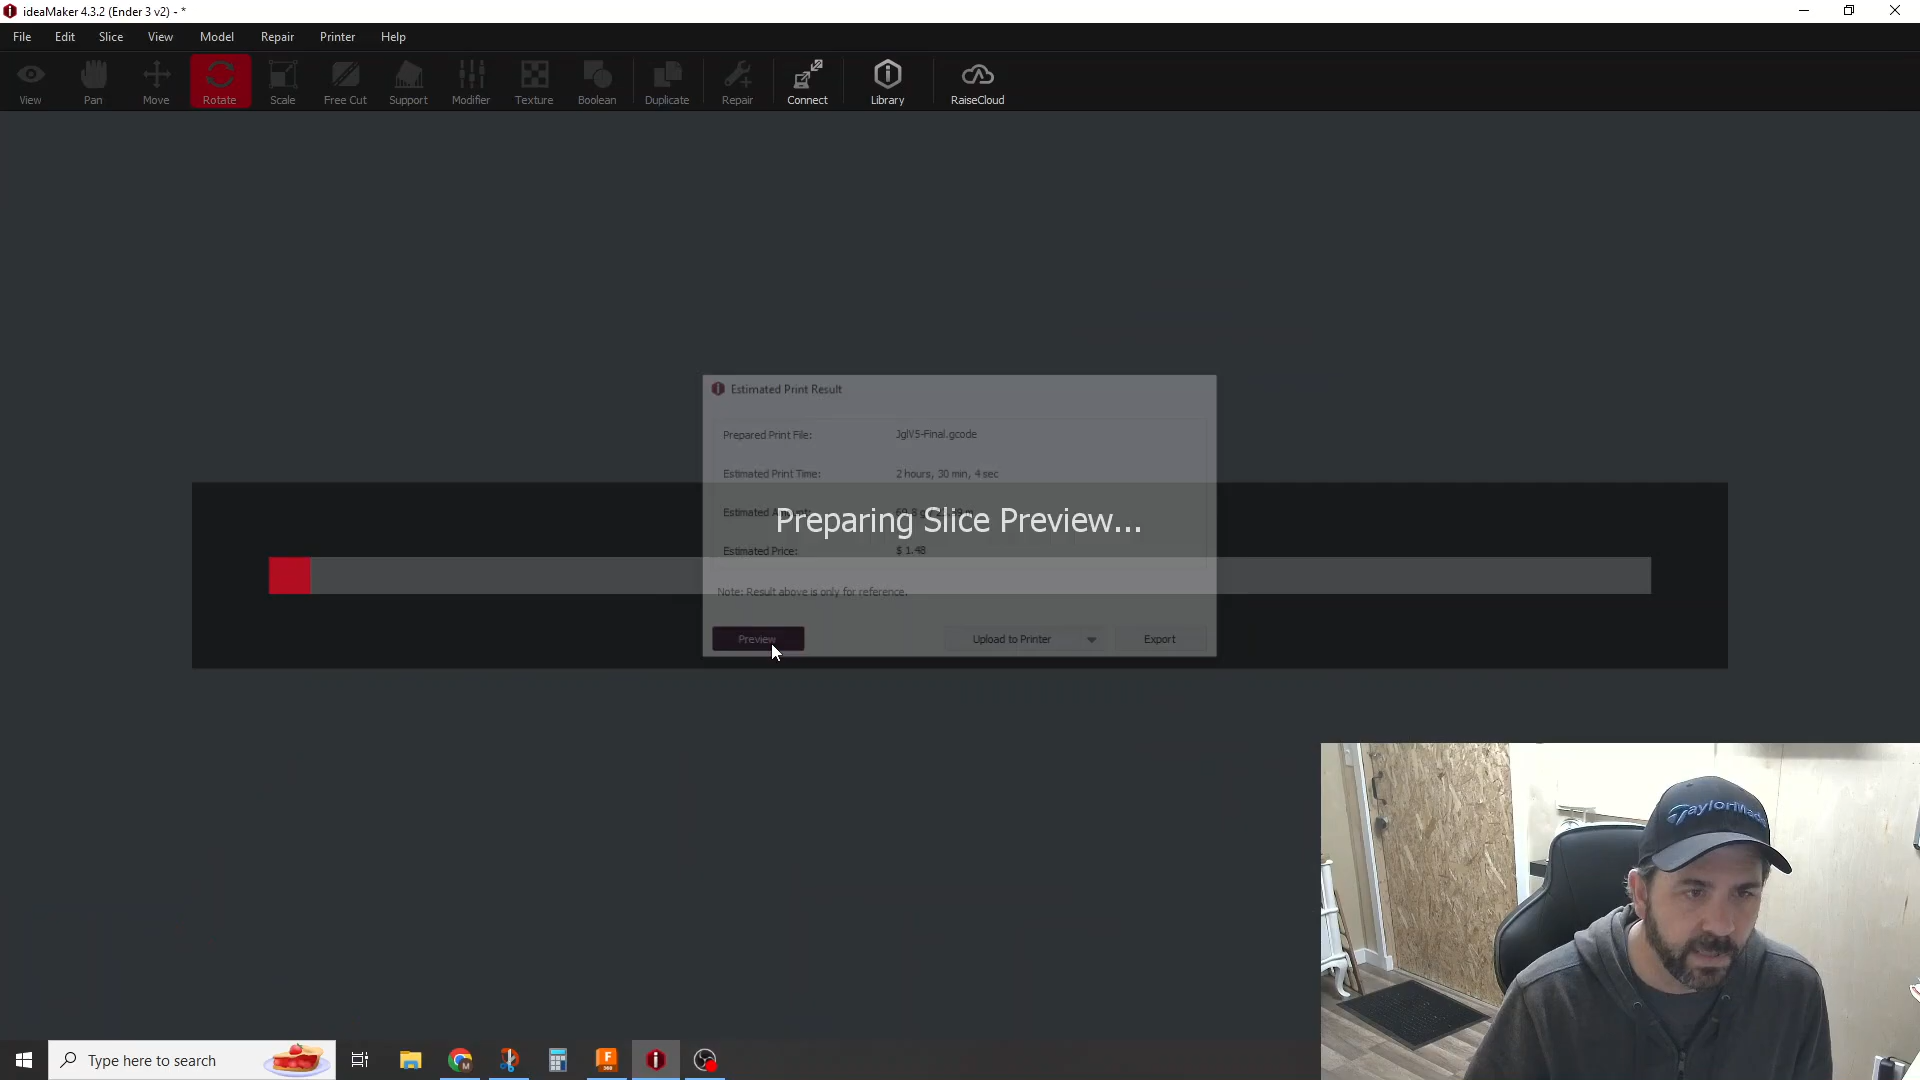 ideaMaker 4.3.2 (Ender 3 v2) - *
File Edit Slice View Model Repair Printer Help
View Pan Move Rotate Scale Free Cut Support Modifier Texture Boolean Duplicate Repair Connect Library RaiseCloud
Estimated Print Result
Prepared Print File: JglV5-Final.gcode
Estimated Print Time: 2 hours, 30 min, 4 sec
Estimated
Preparing Slice Preview...
Estimated Price: $ 1.48
Note: Result above is only for reference.
Preview Upload to Printer Export
TaylorMade
Type here to search